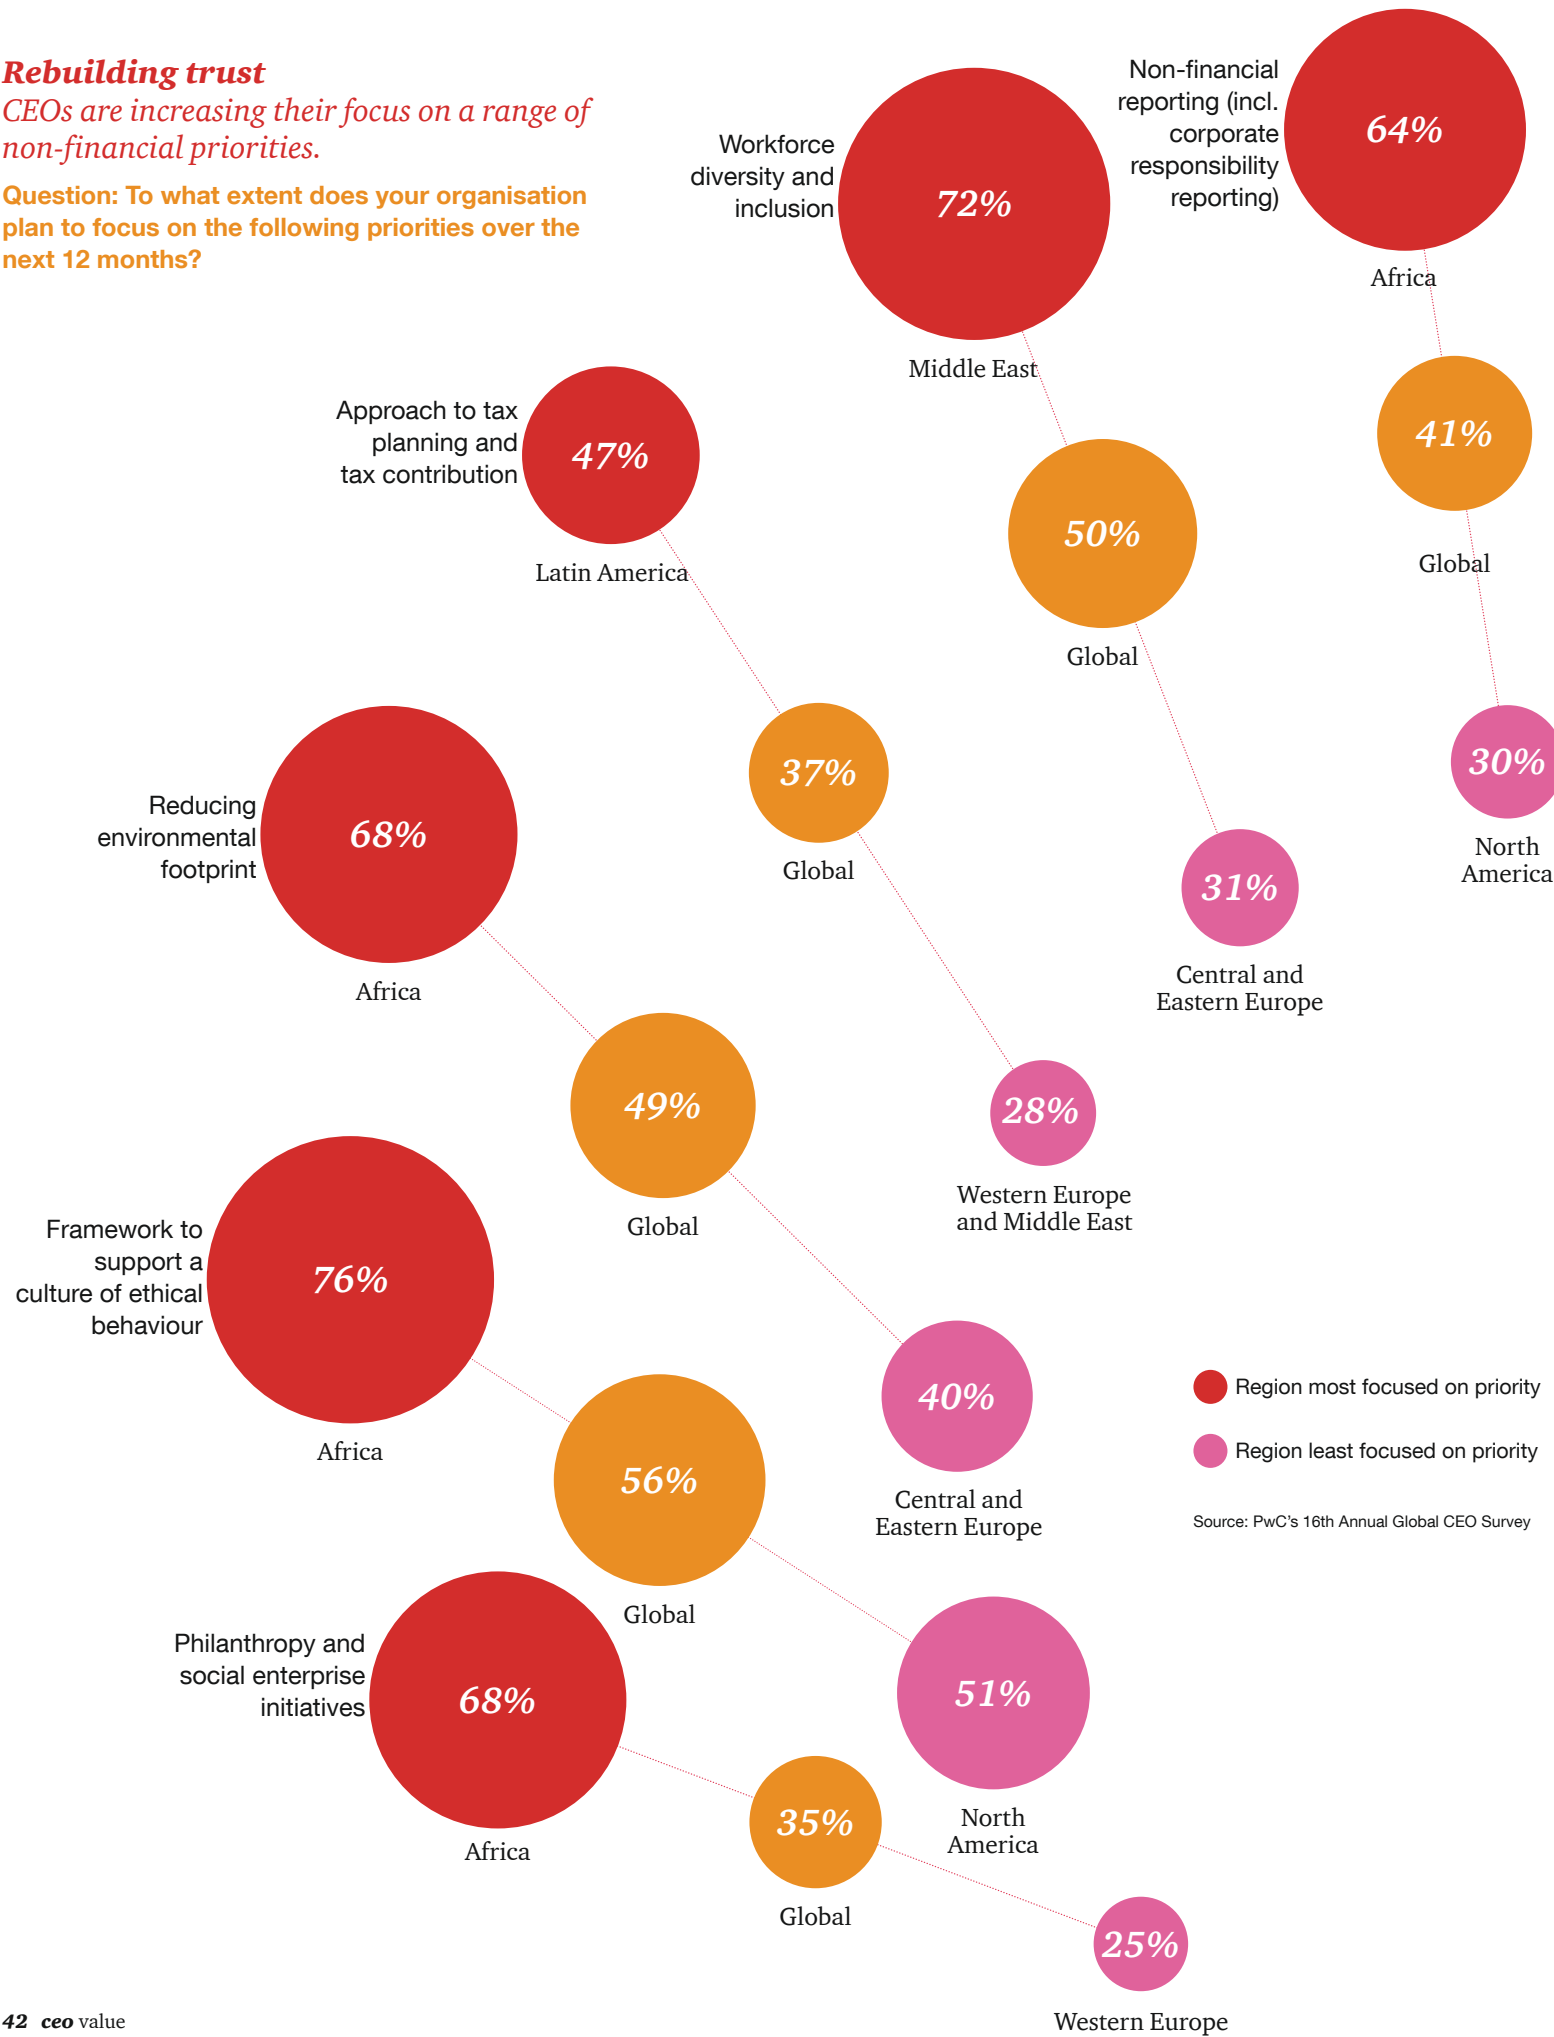 Rebuilding trust
CEOs are increasing their focus on a range of
non-financial priorities.
Question: To what extent does your organisation
plan to focus on the following priorities over the
next 12 months?
Non-financial
reporting (incl.
corporate
responsibility
reporting)
64%
Africa
41%
Global
30%
North
America
Workforce
diversity and
inclusion
72%
Middle East
50%
Global
31%
Central and
Eastern Europe
Approach to tax
planning and
tax contribution
47%
Latin America
37%
Global
28%
Western Europe
and Middle East
Reducing
environmental
footprint
68%
Africa
49%
Global
40%
Central and
Eastern Europe
Framework to
support a
culture of ethical
behaviour
76%
Africa
56%
Global
51%
North
America
Philanthropy and
social enterprise
initiatives
68%
Africa
35%
Global
25%
Western Europe
Region most focused on priority
Region least focused on priority
Source: PwC's 16th Annual Global CEO Survey
42 ceo value